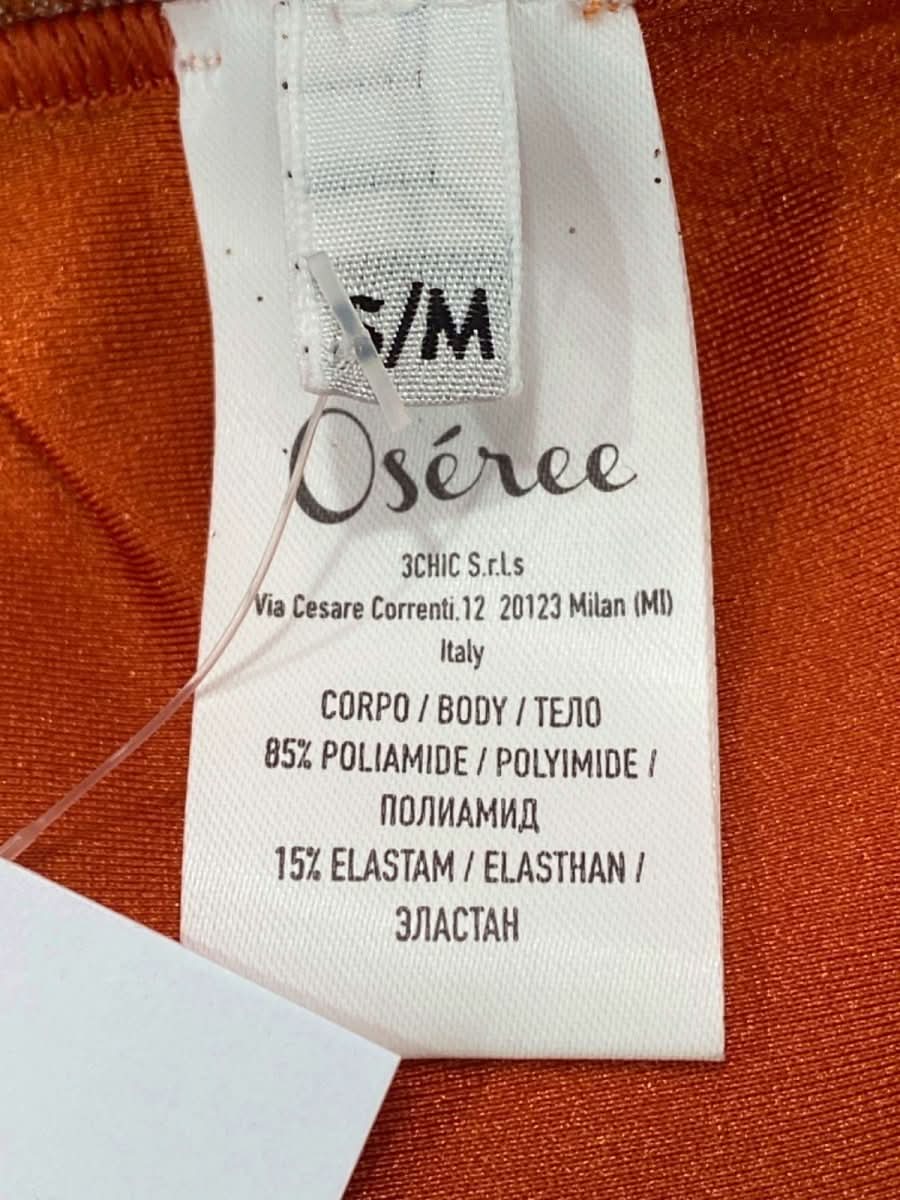 S/M
Oséree
3CHIC S.r.l.s
Via Cesare Correnti.12 20123 Milan (MI)
Italy
CORPO / BODY / ТЕЛО
85% POLIAMIDE / POLYIMIDE /
ПОЛИАМИД
15% ELASTAM / ELASTHAN /
ЭЛАСТАН